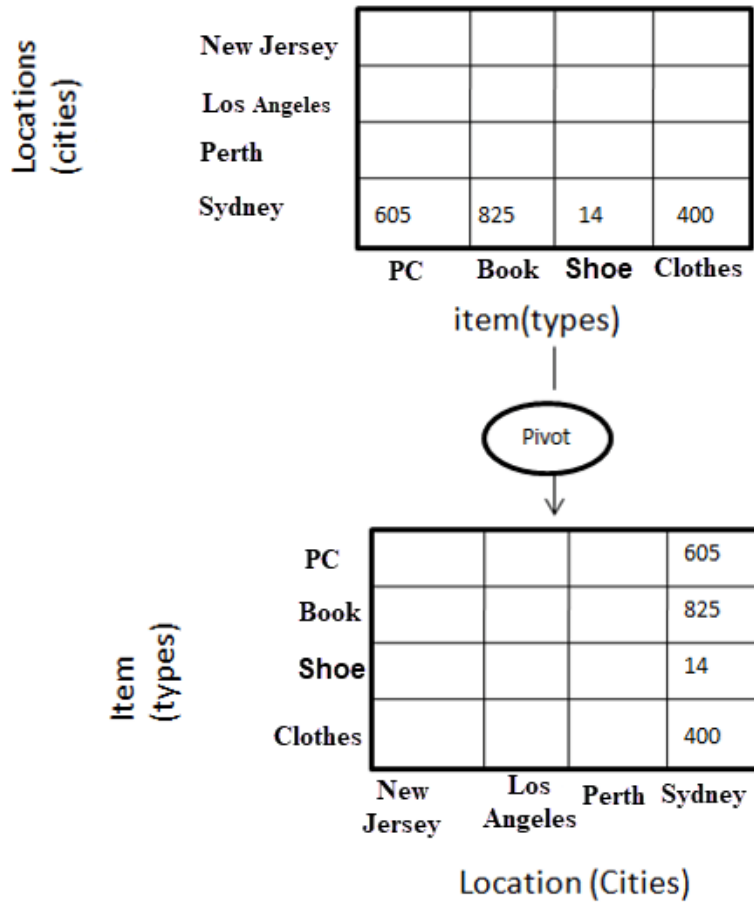 Locations
(cities)
New Jersey
Los Angeles
Perth
Sydney
605 825 14 400
PC Book Shoe Clothes
item(types)
Pivot
Item
(types)
PC 605
Book 825
Shoe 14
Clothes 400
New Los Perth Sydney
Jersey Angeles
Location (Cities)